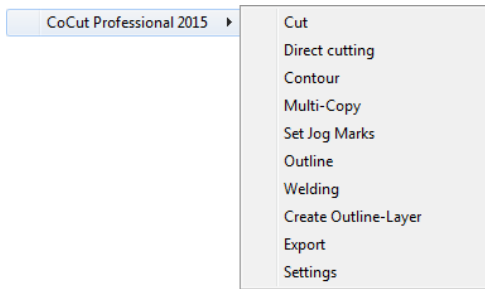 CoCut Professional 2015
Cut
Direct cutting
Contour
Multi-Copy
Set Jog Marks
Outline
Welding
Create Outline-Layer
Export
Settings